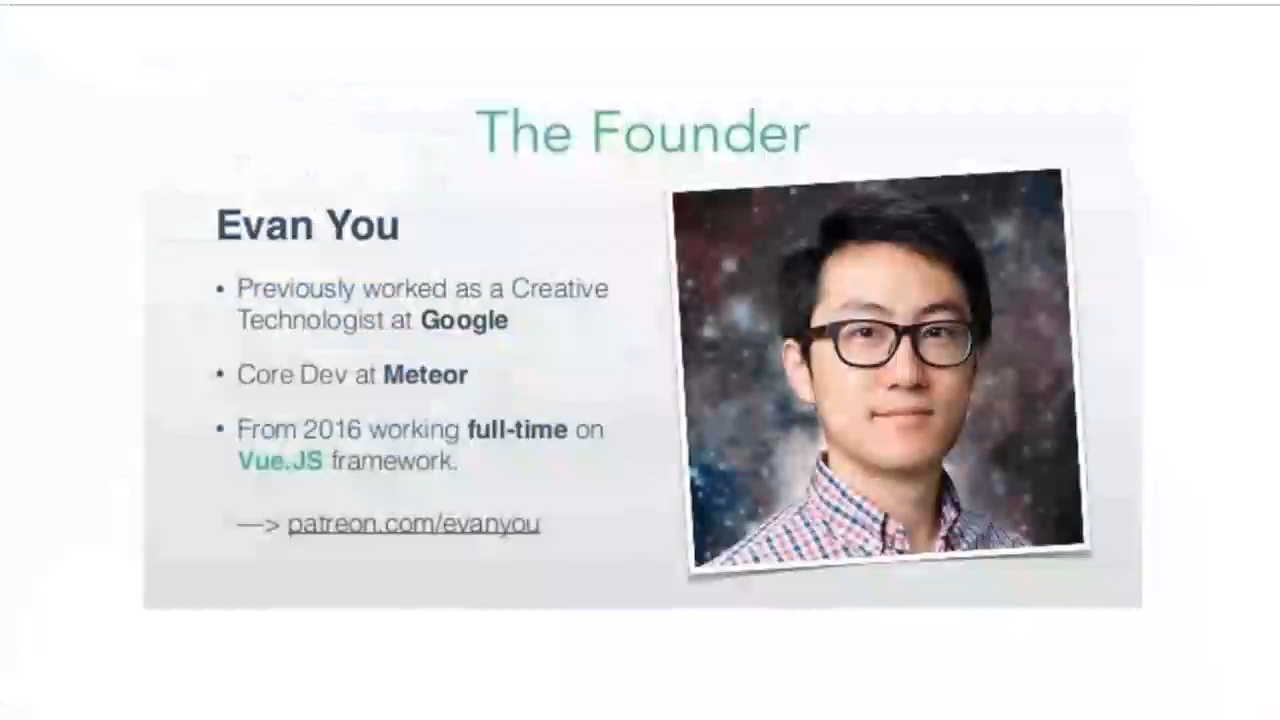 The Founder
Evan You
• Previously worked as a Creative
Technologist at Google
• Core Dev at Meteor
• From 2016 working full-time on
Vue.JS framework.
—> patreon.com/evanyou